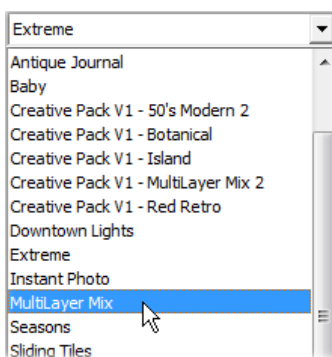 Extreme
Antique Journal
Baby
Creative Pack V1 - 50's Modern 2
Creative Pack V1 - Botanical
Creative Pack V1 - Island
Creative Pack V1 - MultiLayer Mix 2
Creative Pack V1 - Red Retro
Downtown Lights
Extreme
Instant Photo
MultiLayer Mix
Seasons
Sliding Tiles